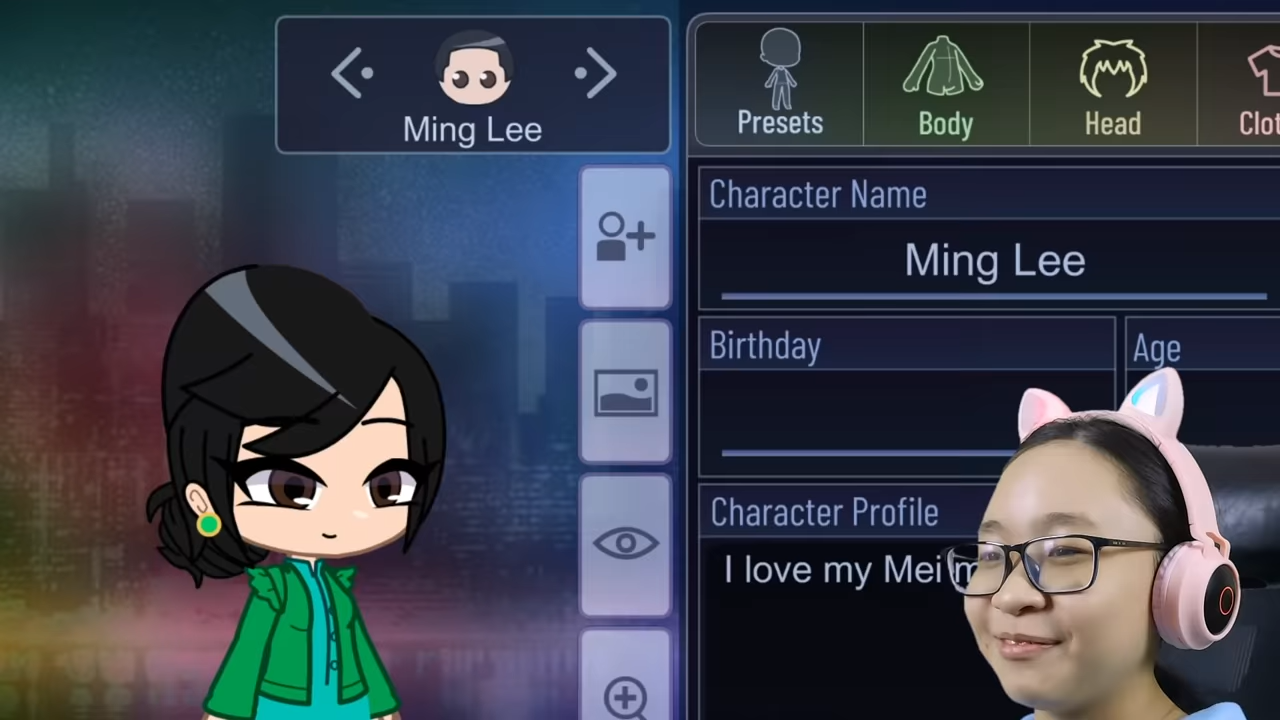 Ming Lee
Presets
Body
Head
Character Name
Ming Lee
Birthday
Age
Character Profile
I love my Mei